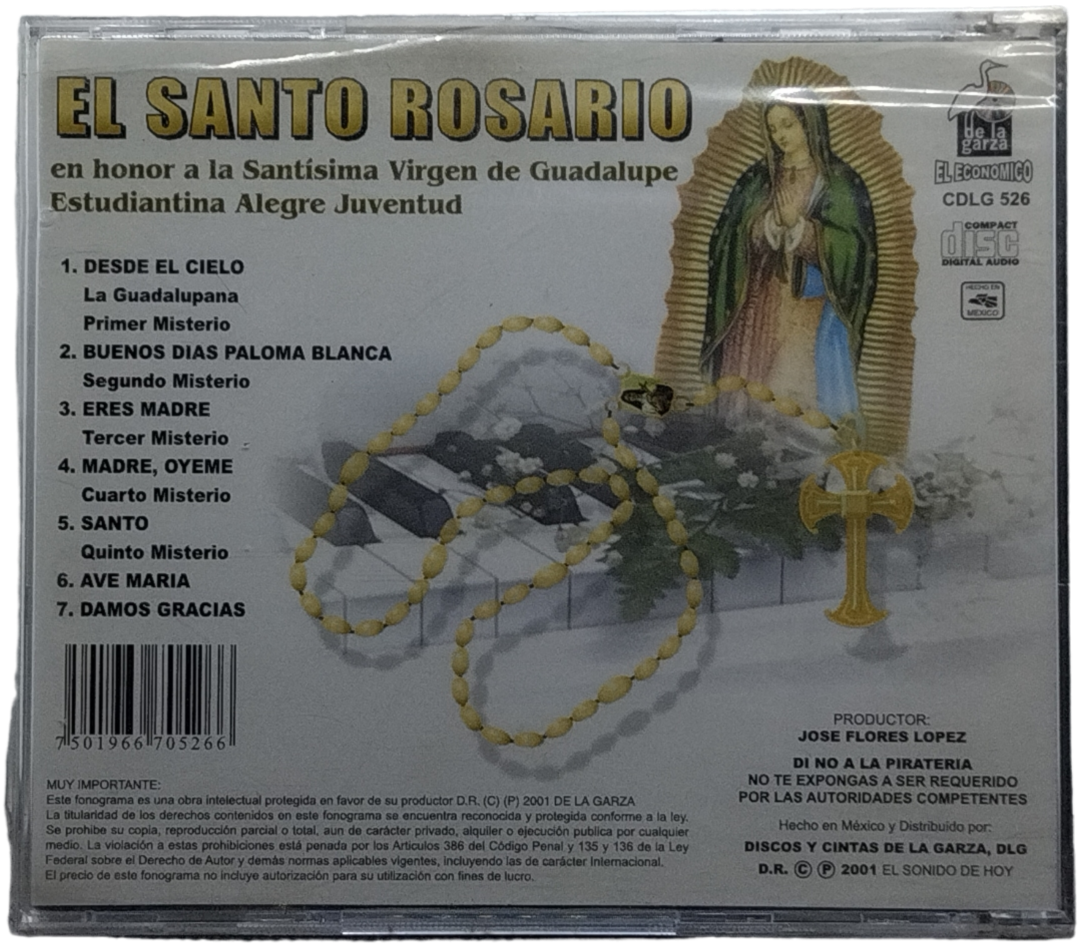 EL SANTO ROSARIO
en honor a la Santísima Virgen de Guadalupe
Estudiantina Alegre Juventud
de la
garza
EL ECONOMICO
CDLG 526
COMPACT
disc
DIGITAL AUDIO
HECHO EN
MEXICO
1. DESDE EL CIELO
La Guadalupana
Primer Misterio
2. BUENOS DIAS PALOMA BLANCA
Segundo Misterio
3. ERES MADRE
Tercer Misterio
4. MADRE, OYEME
Cuarto Misterio
5. SANTO
Quinto Misterio
6. AVE MARIA
7. DAMOS GRACIAS
7 501966 705266
MUY IMPORTANTE:
Este fonograma es una obra intelectual protegida en favor de su productor D.R. (C) (P) 2001 DE LA GARZA
La titularidad de los derechos contenidos en este fonograma se encuentra reconocida y protegida conforme a la ley.
Se prohibe su copia, reproducción parcial o total, aun de carácter privado, alquiler o ejecución publica por cualquier
medio. La violación a estas prohibiciones está penada por los Articulos 386 del Código Penal y 135 y 136 de la Ley
Federal sobre el Derecho de Autor y demás normas aplicables vigentes, incluyendo las de carácter Internacional.
El precio de este fonograma no incluye autorización para su utilización con fines de lucro.
PRODUCTOR:
JOSE FLORES LOPEZ
DI NO A LA PIRATERIA
NO TE EXPONGAS A SER REQUERIDO
POR LAS AUTORIDADES COMPETENTES
Hecho en México y Distribuido por:
DISCOS Y CINTAS DE LA GARZA, DLG
D.R. Ⓒ Ⓟ 2001 EL SONIDO DE HOY